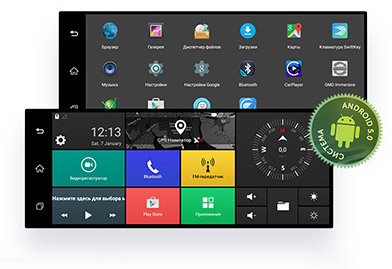 Браузер
Галерея
Диспетчер файлов
Загрузки
Карты
Клавиатура SwiftKey
Музыка
Настройки
Настройки Google
Bluetooth
CarPlayer
GMD Immersive
12:13
Sat, 7 January
GPS Навигатор
0,0
Видеорегистратор
Bluetooth
FM-передатчик
Нажмите здесь для выбора м
Play Store
Приложения
ANDROID 5.0
СИСТЕМА